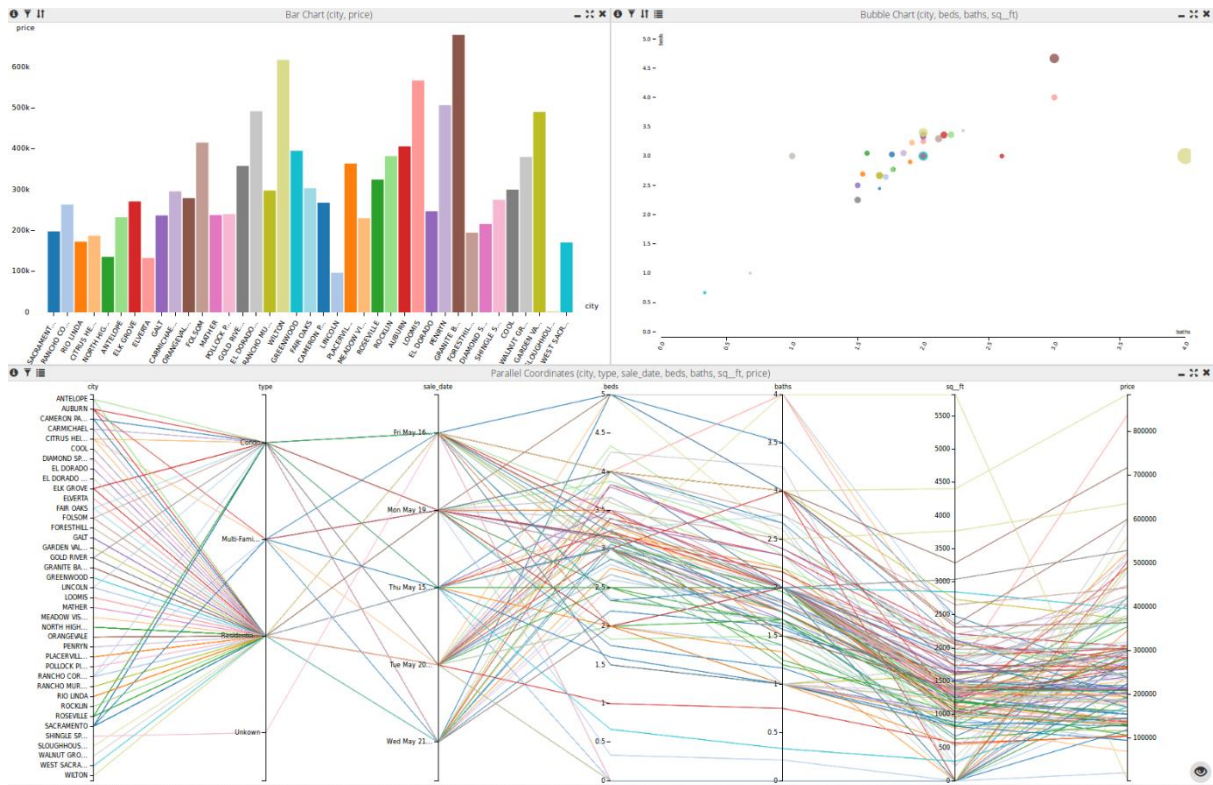 Bar Chart (city, price)
price
600k
500k
400k
300k
200k
100k
0
city
SACRAMENT...
RANCHO CO...
RIO LINDA
CITRUS HE...
NORTH HIG...
ANTELOPE
ELK GROVE
ELVERTA
GALT
CARMICHAE...
ORANGEVAL...
FOLSOM
MATHER
POLLOCK P...
GOLD RIVE...
EL DORADO...
RANCHO MU...
WILTON
GREENWOOD
FAIR OAKS
CAMERON P...
LINCOLN
PLACERVIL...
MEADOW VI...
ROSEVILLE
ROCKLIN
AUBURN
LOOMIS
EL DORADO
PENRYN
GRANITE B...
FORESTHIL...
DIAMOND S...
SHINGLE S...
COOL
WALNUT GR...
GARDEN VA...
SLOUGHHOU...
WEST SACR...
Bubble Chart (city, beds, baths, sq__ft)
beds
5.0
4.5
4.0
3.5
3.0
2.5
2.0
1.5
1.0
0.5
0.0
0.0
0.5
1.0
1.5
2.0
2.5
3.0
3.5
4.0
baths
Parallel Coordinates (city, type, sale_date, beds, baths, sq__ft, price)
city
ANTELOPE
AUBURN
CAMERON PA...
CARMICHAEL
CITRUS HEI...
COOL
DIAMOND SP...
EL DORADO
EL DORADO ...
ELK GROVE
ELVERTA
FAIR OAKS
FOLSOM
FORESTHILL
GALT
GARDEN VAL...
GOLD RIVER
GRANITE BA...
GREENWOOD
LINCOLN
LOOMIS
MATHER
MEADOW VIS...
NORTH HIGH...
ORANGEVALE
PENRYN
PLACERVILL...
POLLOCK PI...
RANCHO COR...
RANCHO MUR...
RIO LINDA
ROCKLIN
ROSEVILLE
SACRAMENTO
SHINGLE SP...
SLOUGHHOUS...
WALNUT GRO...
WEST SACRA...
WILTON
type
Condo
Multi-Fami...
Residentia...
Unkown
sale_date
Fri May 16...
Mon May 19...
Thu May 15...
Tue May 20...
Wed May 21...
beds
5
4.5
4
3.5
3
2.5
2
1.5
1
0.5
0
baths
4
3.5
3
2.5
2
1.5
1
0.5
0
sq__ft
5500
5000
4500
4000
3500
3000
2500
2000
1500
1000
500
0
price
800000
700000
600000
500000
400000
300000
200000
100000